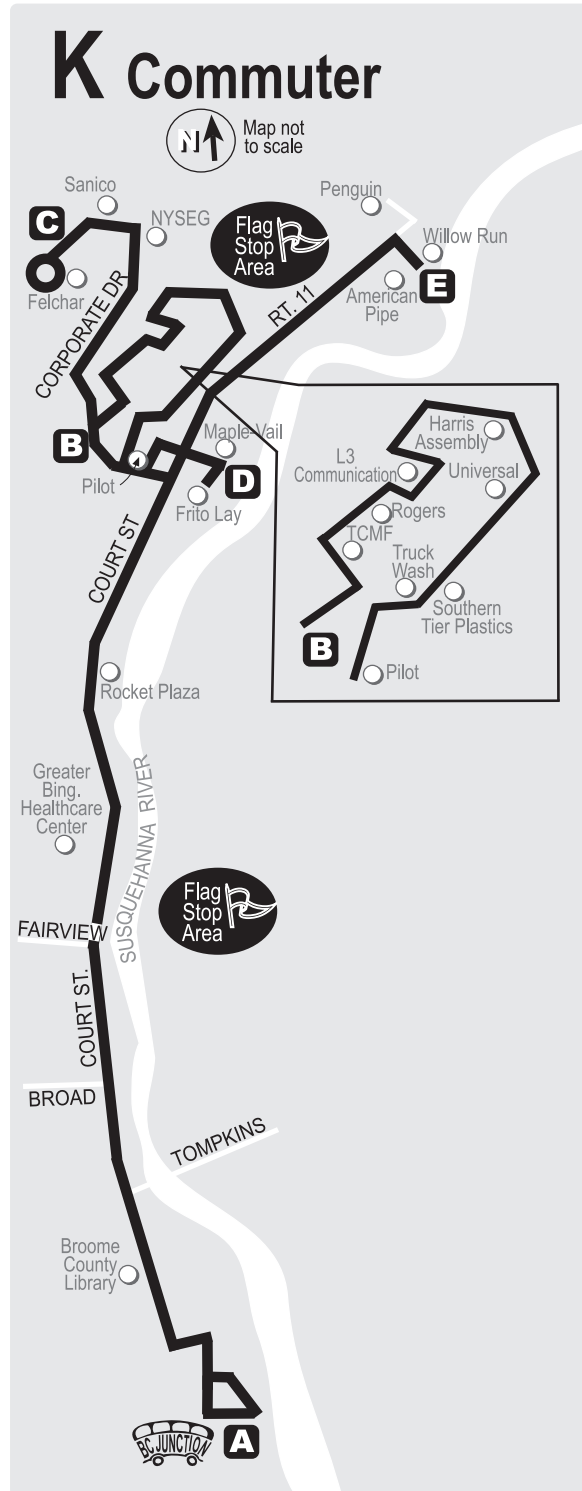 K Commuter
N
Map not
to scale
Sanico
Penguin
C
NYSEG
Flag
Stop
Area
Willow Run
Felchar
American
Pipe
E
CORPORATE DR
RT. 11
B
Maple-Vail
Pilot
D
Frito Lay
Harris
Assembly
L3
Communication
Universal
Rogers
TCMF
Truck
Wash
Southern
Tier Plastics
B
Pilot
COURT ST
Rocket Plaza
Greater
Bing.
Healthcare
Center
SUSQUEHANNA RIVER
Flag
Stop
Area
FAIRVIEW
COURT ST.
BROAD
TOMPKINS
Broome
County
Library
BC JUNCTION
A